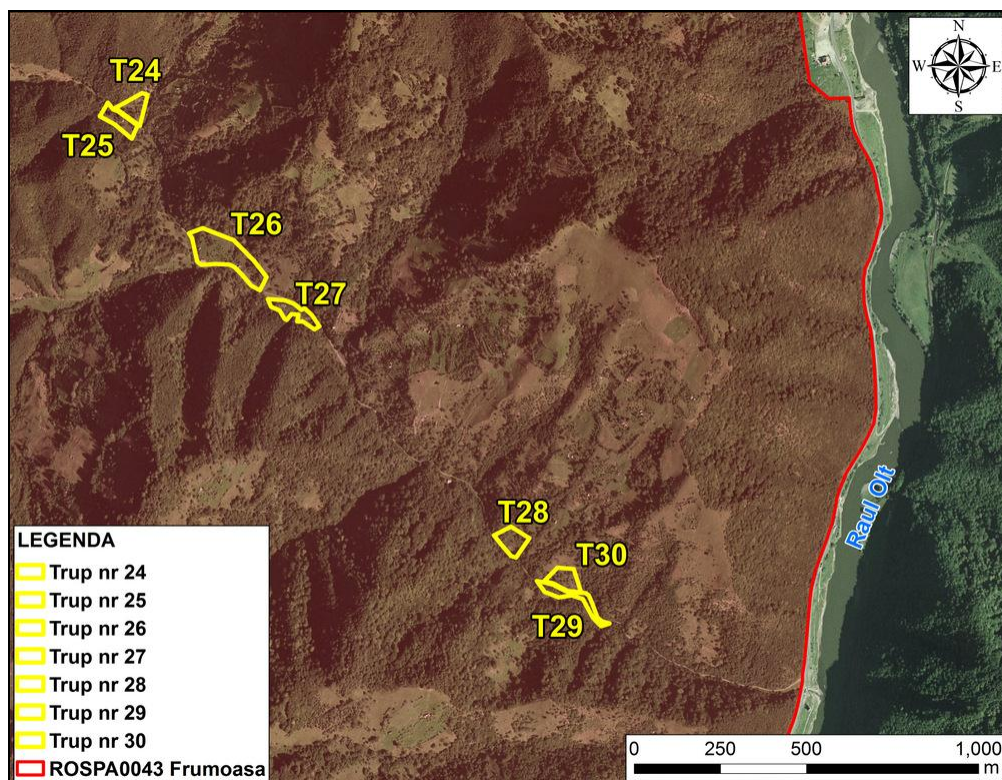 N
W E
S
T24
T25
T26
T27
T28
T30
T29
Raul Olt
LEGENDA
Trup nr 24
Trup nr 25
Trup nr 26
Trup nr 27
Trup nr 28
Trup nr 29
Trup nr 30
ROSPA0043 Frumoasa
0 250 500 1,000
m